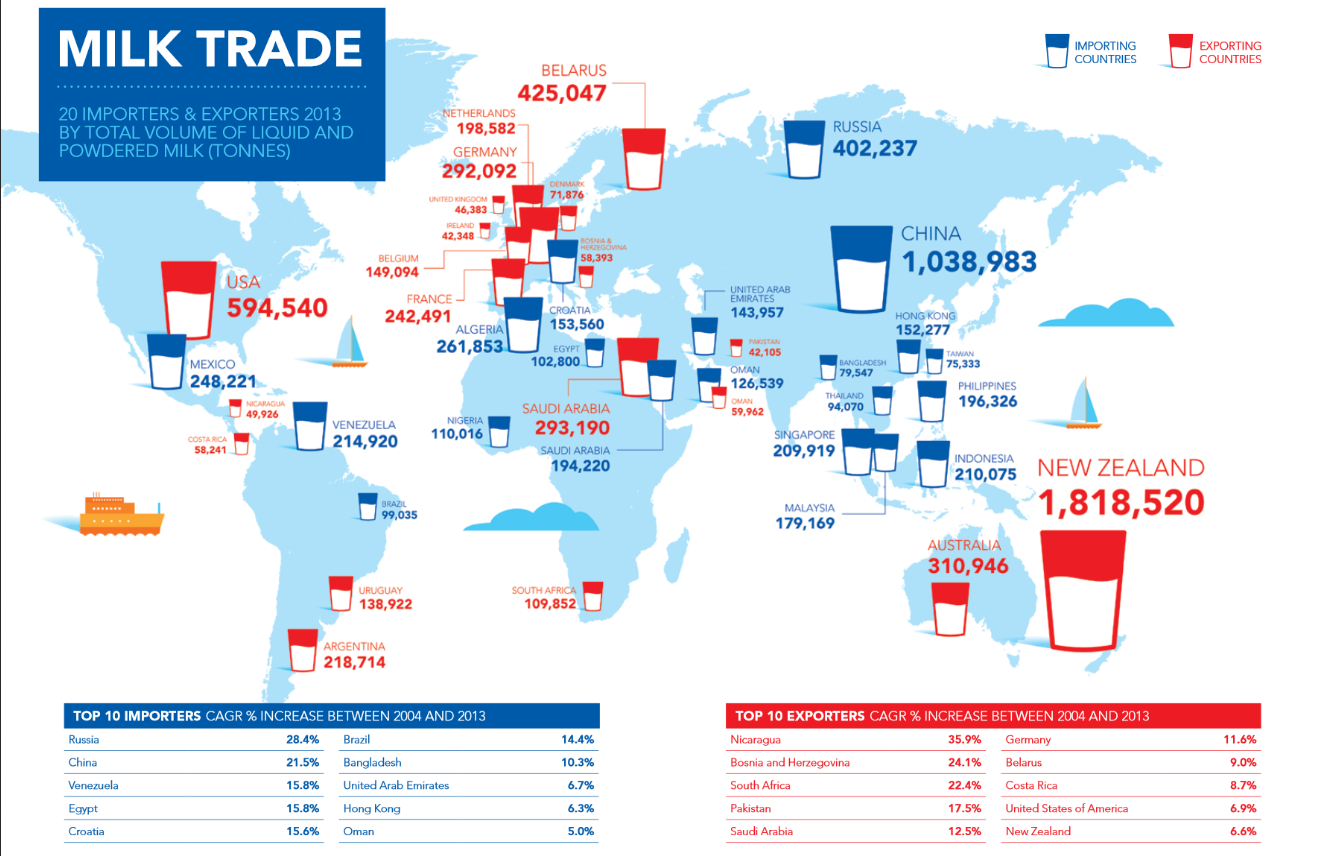 MILK TRADE
20 IMPORTERS & EXPORTERS 2013
BY TOTAL VOLUME OF LIQUID AND
POWDERED MILK (TONNES)
IMPORTING
COUNTRIES
EXPORTING
COUNTRIES
BELARUS
425,047
NETHERLANDS
198,582
GERMANY
292,092
DENMARK
71,876
UNITED KINGDOM
46,383
IRELAND
42,348
BELGIUM
149,094
FRANCE
242,491
BOSNIA &
HERZEGOVINA
58,393
CROATIA
153,560
ALGERIA
261,853
EGYPT
102,800
RUSSIA
402,237
CHINA
1,038,983
USA
594,540
MEXICO
248,221
NICARAGUA
49,926
COSTA RICA
58,241
VENEZUELA
214,920
BRAZIL
99,035
URUGUAY
138,922
ARGENTINA
218,714
NIGERIA
110,016
SAUDI ARABIA
293,190
SAUDI ARABIA
194,220
SOUTH AFRICA
109,852
UNITED ARAB
EMIRATES
143,957
PAKISTAN
42,105
OMAN
126,539
OMAN
59,962
HONG KONG
152,277
TAIWAN
75,333
BANGLADESH
79,547
THAILAND
94,070
PHILIPPINES
196,326
SINGAPORE
209,919
INDONESIA
210,075
MALAYSIA
179,169
NEW ZEALAND
1,818,520
AUSTRALIA
310,946
TOP 10 IMPORTERS CAGR % INCREASE BETWEEN 2004 AND 2013
Russia 28.4% Brazil 14.4%
China 21.5% Bangladesh 10.3%
Venezuela 15.8% United Arab Emirates 6.7%
Egypt 15.8% Hong Kong 6.3%
Croatia 15.6% Oman 5.0%
TOP 10 EXPORTERS CAGR % INCREASE BETWEEN 2004 AND 2013
Nicaragua 35.9% Germany 11.6%
Bosnia and Herzegovina 24.1% Belarus 9.0%
South Africa 22.4% Costa Rica 8.7%
Pakistan 17.5% United States of America 6.9%
Saudi Arabia 12.5% New Zealand 6.6%